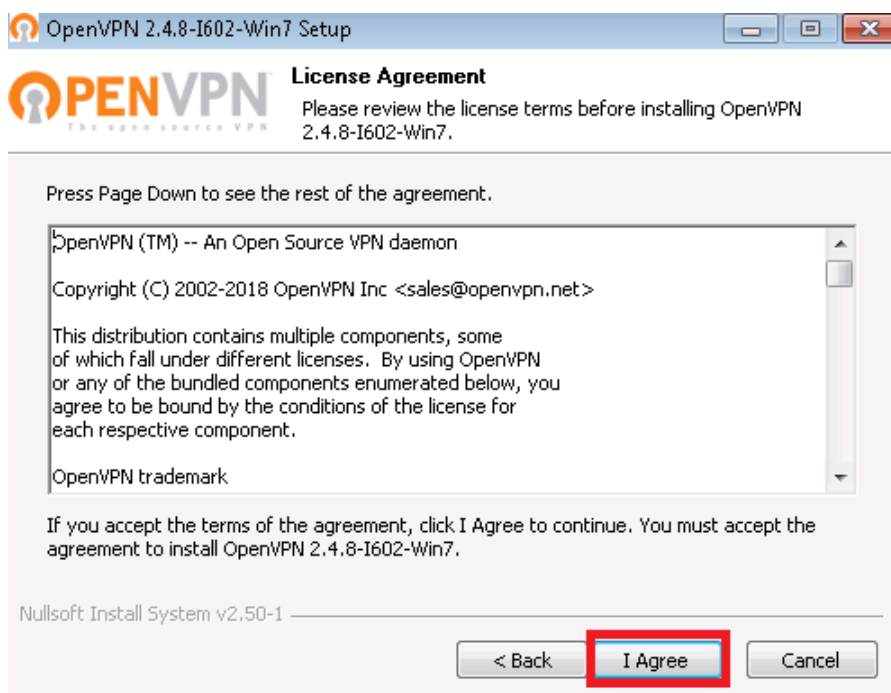 OpenVPN 2.4.8-I602-Win7 Setup
OPENVPN
The open source VPN
License Agreement
Please review the license terms before installing OpenVPN
2.4.8-I602-Win7.
Press Page Down to see the rest of the agreement.
OpenVPN (TM) -- An Open Source VPN daemon
Copyright (C) 2002-2018 OpenVPN Inc <sales@openvpn.net>
This distribution contains multiple components, some
of which fall under different licenses.  By using OpenVPN
or any of the bundled components enumerated below, you
agree to be bound by the conditions of the license for
each respective component.
OpenVPN trademark
If you accept the terms of the agreement, click I Agree to continue. You must accept the
agreement to install OpenVPN 2.4.8-I602-Win7.
Nullsoft Install System v2.50-1
< Back
I Agree
Cancel